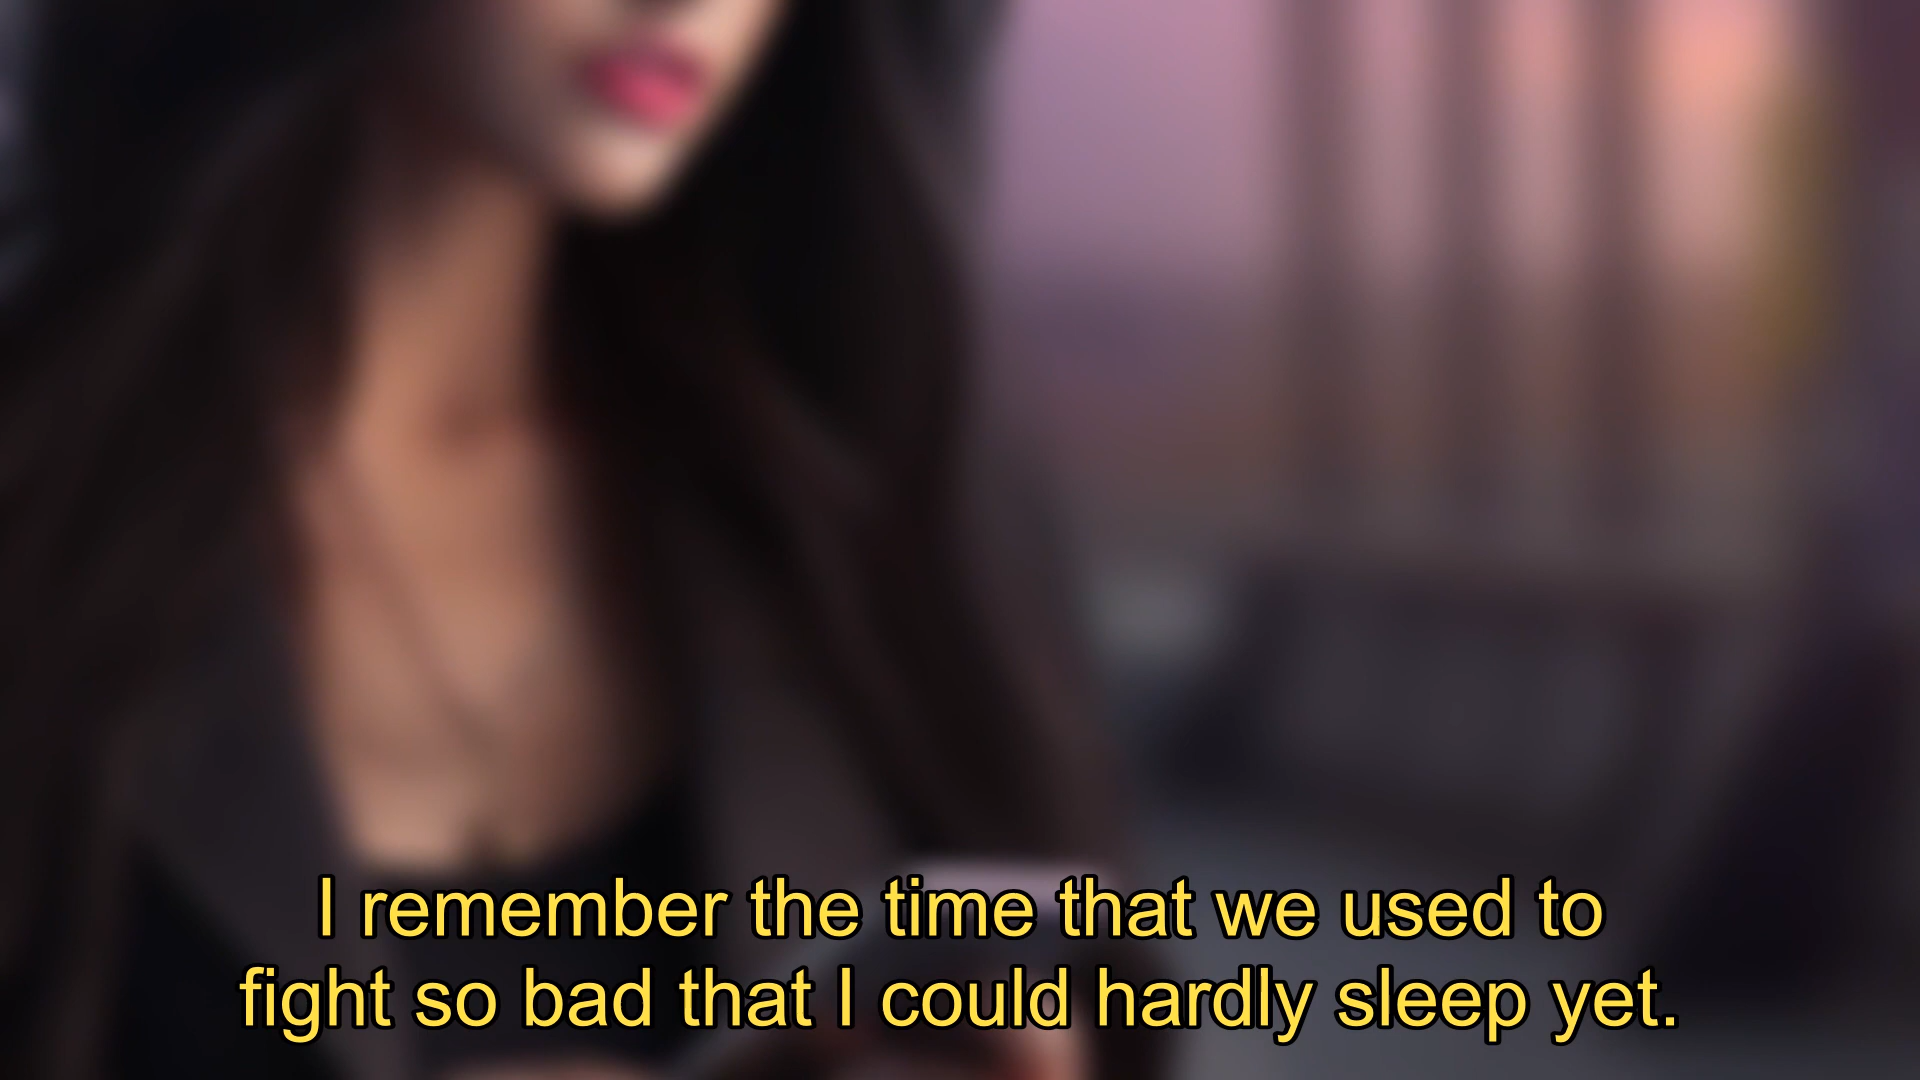 I remember the time that we used to
fight so bad that I could hardly sleep yet.